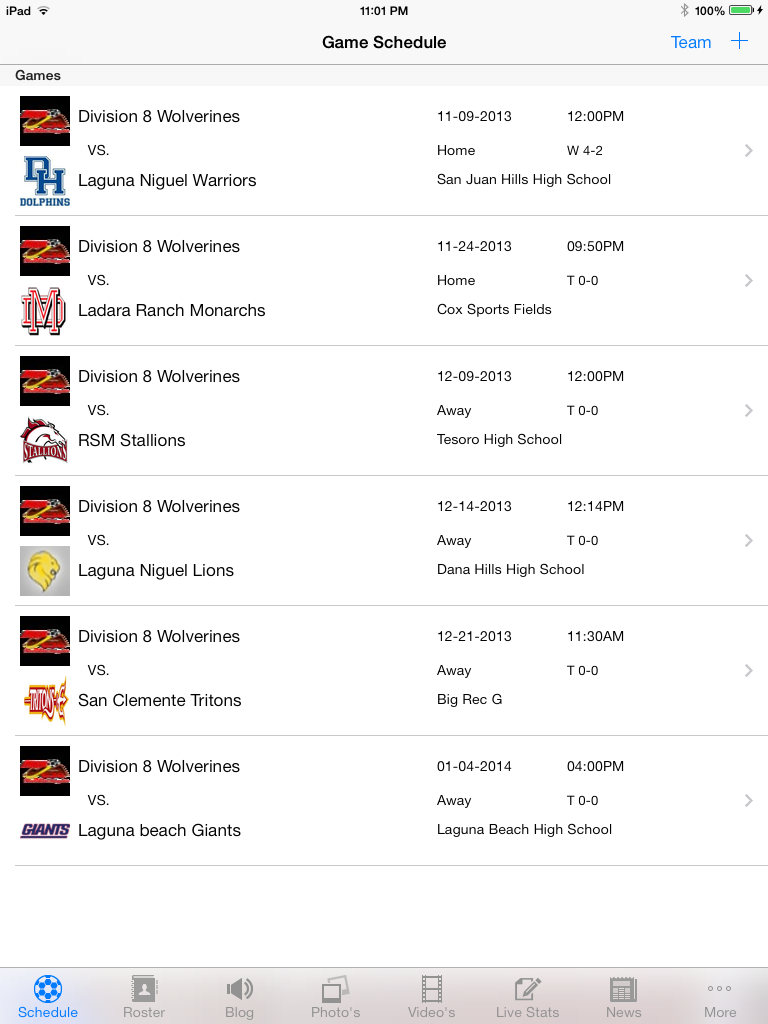 iPad 11:01 PM 100%
Game Schedule Team
Games
Division 8 Wolverines 11-09-2013 12:00PM
VS. Home W 4-2
DH
DOLPHINS
Laguna Niguel Warriors San Juan Hills High School
Division 8 Wolverines 11-24-2013 09:50PM
VS. Home T 0-0
Ladara Ranch Monarchs Cox Sports Fields
Division 8 Wolverines 12-09-2013 12:00PM
VS. Away T 0-0
STALLIONS
RSM Stallions Tesoro High School
Division 8 Wolverines 12-14-2013 12:14PM
VS. Away T 0-0
Laguna Niguel Lions Dana Hills High School
Division 8 Wolverines 12-21-2013 11:30AM
VS. Away T 0-0
TRITONS
San Clemente Tritons Big Rec G
Division 8 Wolverines 01-04-2014 04:00PM
VS. Away T 0-0
GIANTS
Laguna beach Giants Laguna Beach High School
Schedule Roster Blog Photo's Video's Live Stats News More